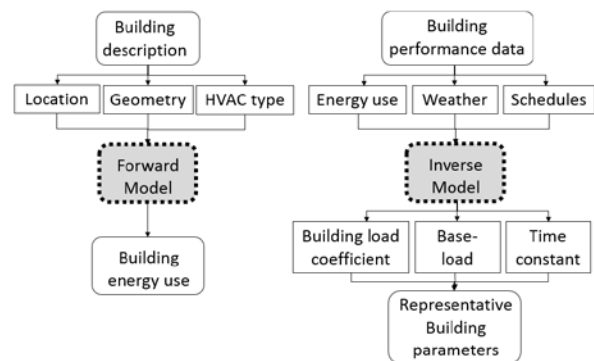 Building
description
Location
Geometry
HVAC type
Forward
Model
Building
energy use
Building
performance data
Energy use
Weather
Schedules
Inverse
Model
Building load
coefficient
Base-
load
Time
constant
Representative
Building
parameters